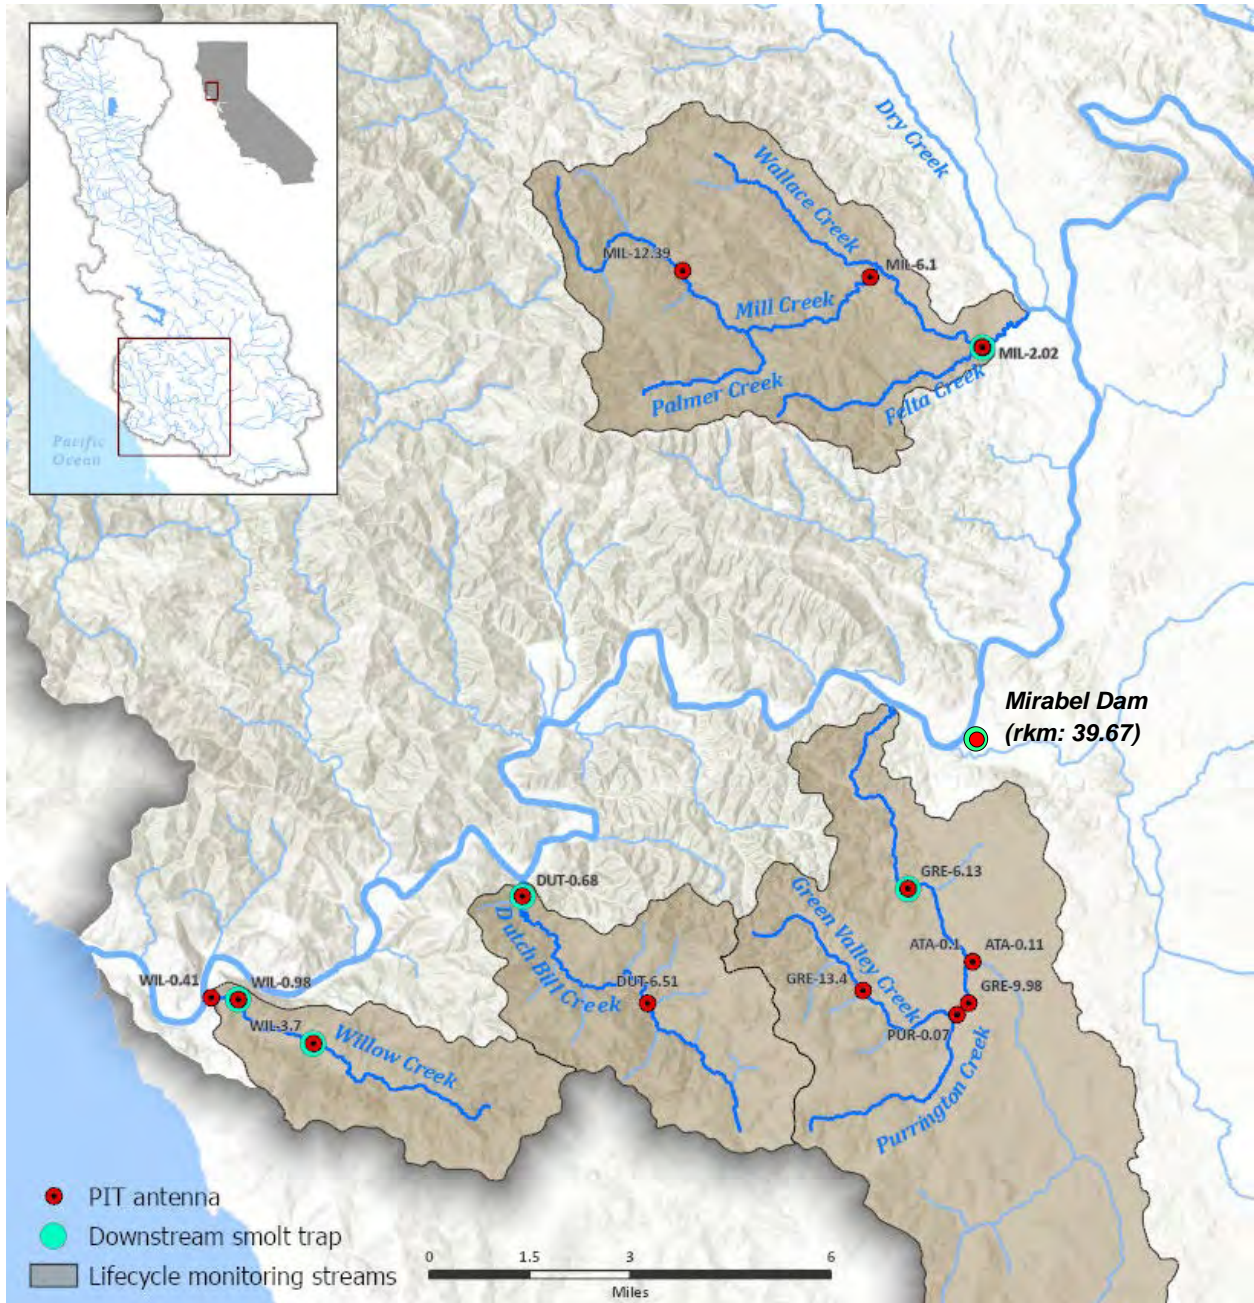 Pacific
Ocean
Dry Creek
Wallace Creek
MIL-12.39
MIL-6.1
Mill Creek
MIL-2.02
Palmer Creek
Felta Creek
Mirabel Dam
(rkm: 39.67)
DUT-0.68
GRE-6.13
Green Valley Creek
Dutch Bill Creek
ATA-0.1
ATA-0.11
WIL-0.41
WIL-0.98
DUT-6.51
GRE-13.4
GRE-9.98
WIL-3.7
Willow Creek
PUR-0.07
Purrington Creek
PIT antenna
Downstream smolt trap
Lifecycle monitoring streams
0 1.5 3 6
Miles